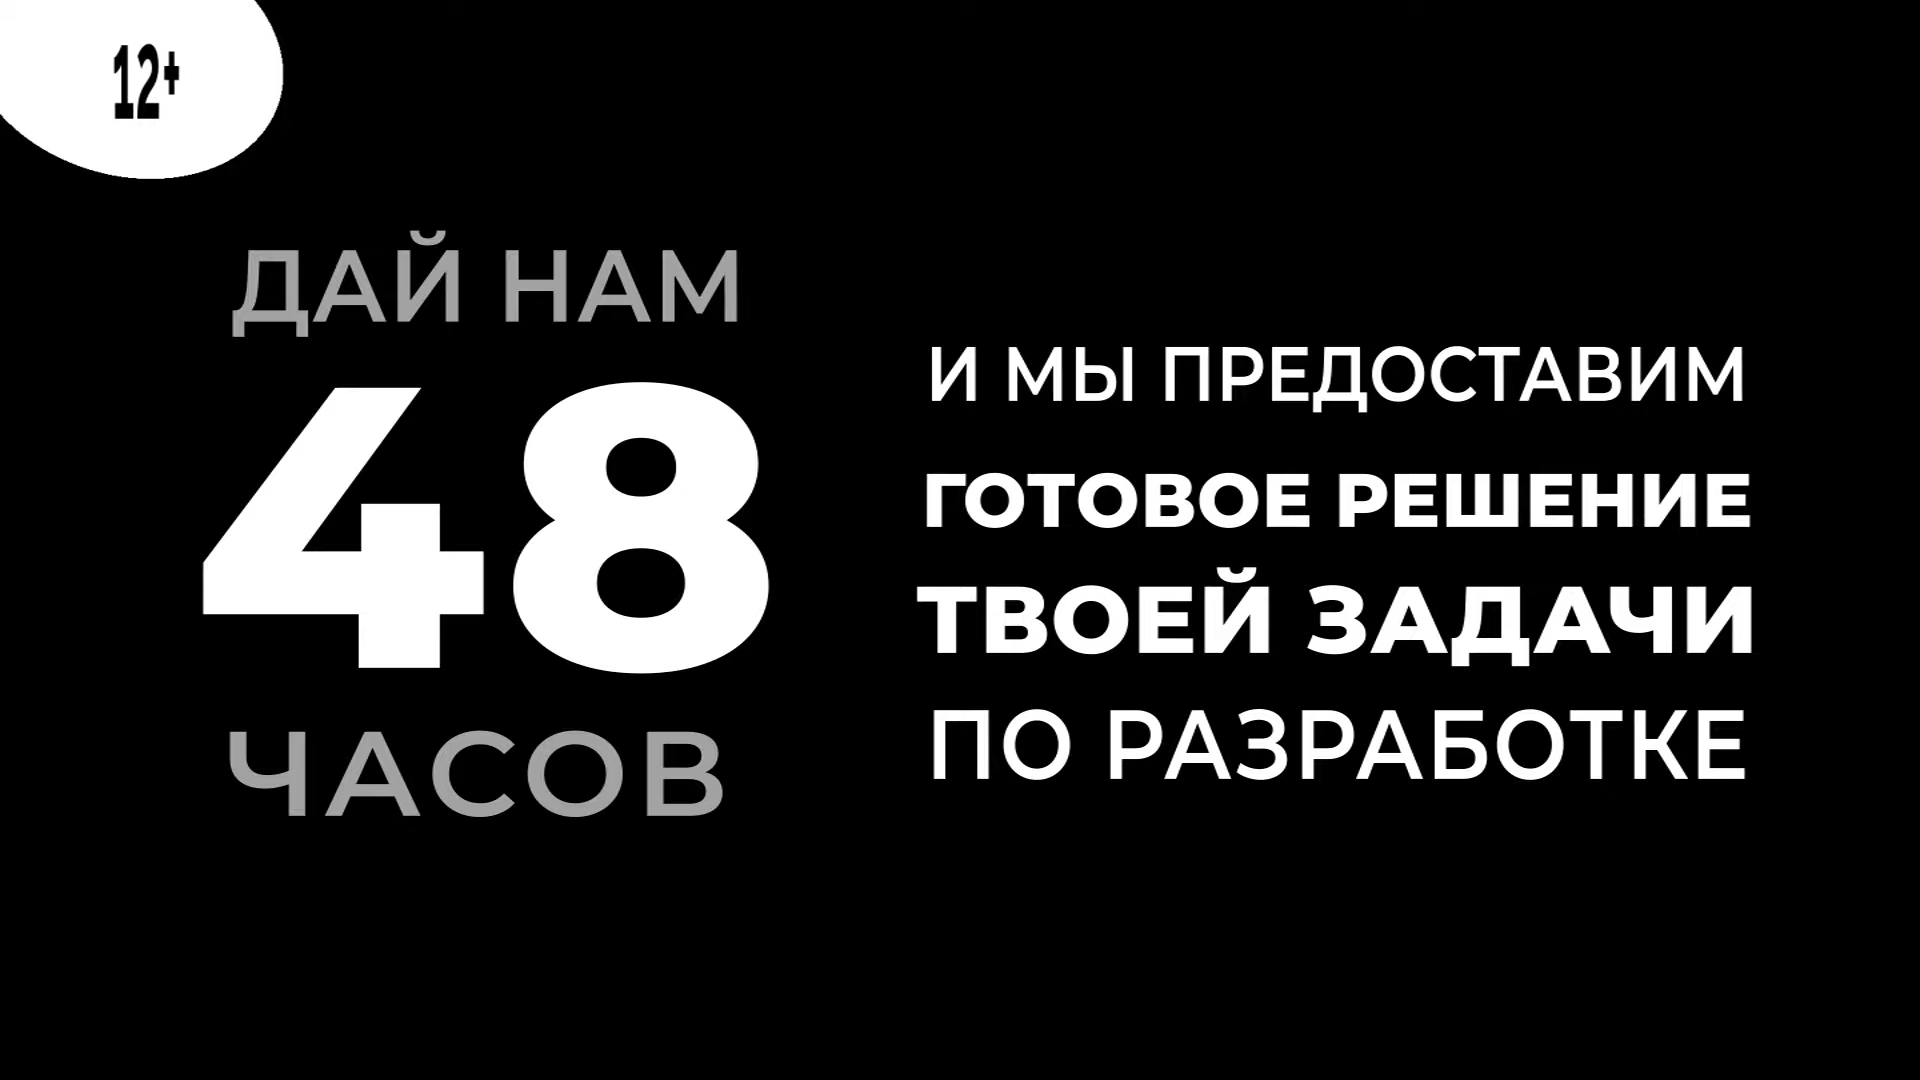 12+
ДАЙ НАМ
48
ЧАСОВ
И МЫ ПРЕДОСТАВИМ
ГОТОВОЕ РЕШЕНИЕ
ТВОЕЙ ЗАДАЧИ
ПО РАЗРАБОТКЕ